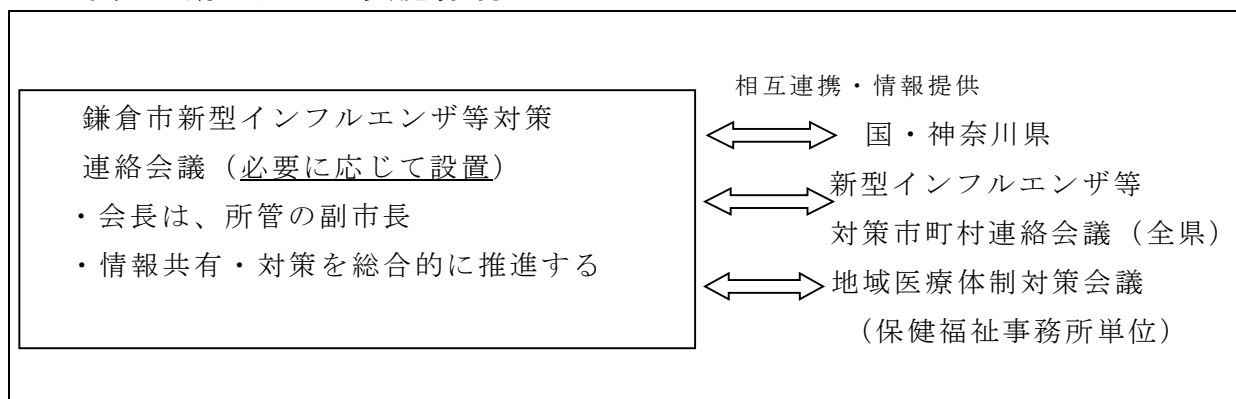 相互連携・情報提供
鎌倉市新型インフルエンザ等対策
連絡会議（必要に応じて設置）
・会長は、所管の副市長
・情報共有・対策を総合的に推進する
国・神奈川県
新型インフルエンザ等
対策市町村連絡会議（全県）
地域医療体制対策会議
（保健福祉事務所単位）